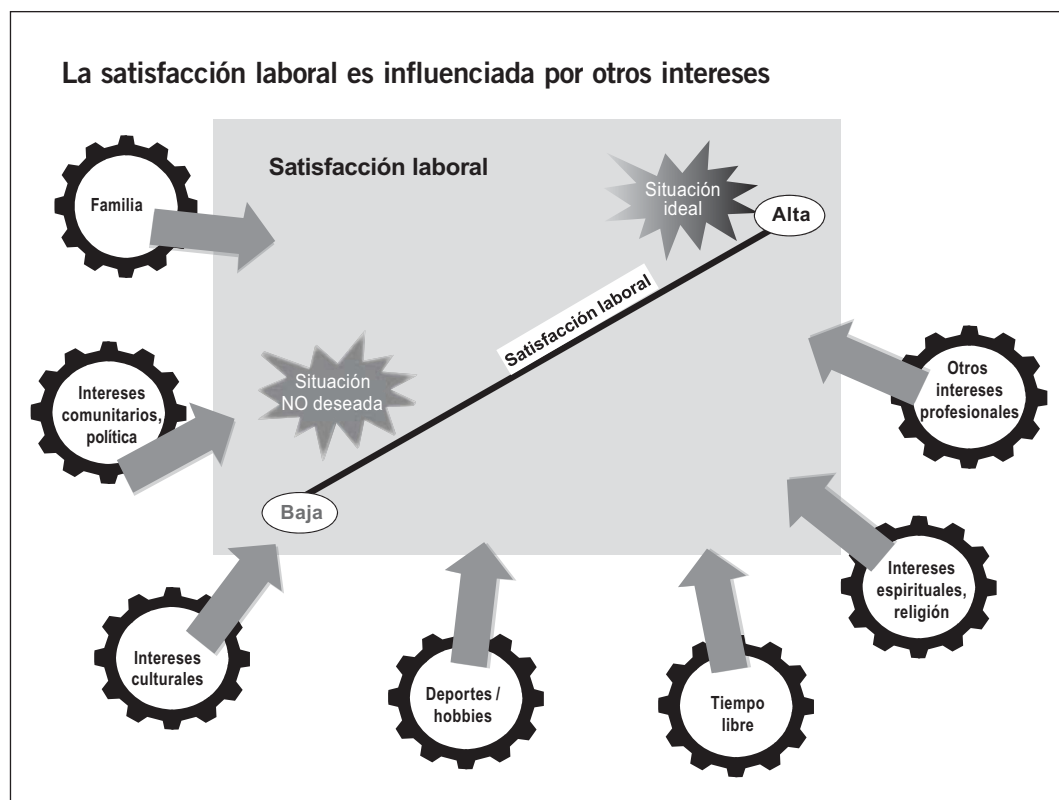 La satisfacción laboral es influenciada por otros intereses
Satisfacción laboral
Familia
Situación
ideal
Alta
Satisfacción laboral
Situación
NO deseada
Intereses
comunitarios,
política
Otros
intereses
profesionales
Baja
Intereses
espirituales,
religión
Intereses
culturales
Deportes /
hobbies
Tiempo
libre